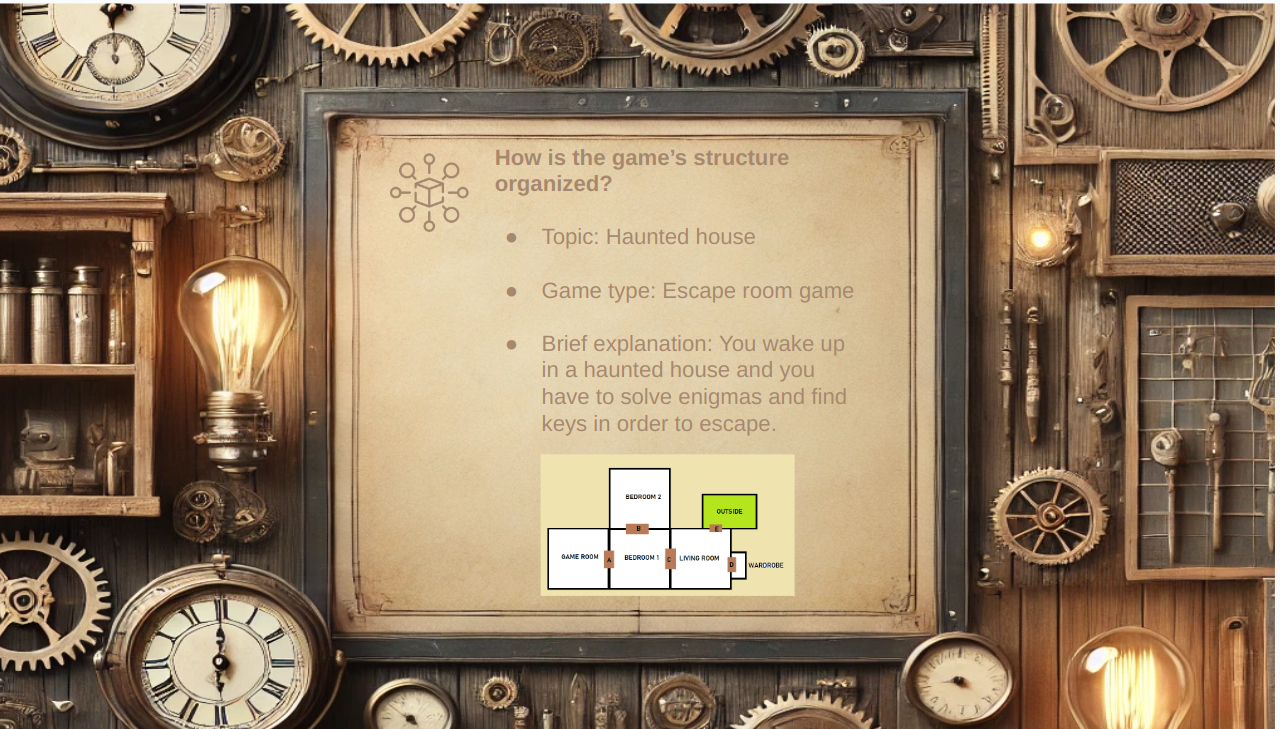 How is the game’s structure
organized?
● Topic: Haunted house
● Game type: Escape room game
● Brief explanation: You wake up
in a haunted house and you
have to solve enigmas and find
keys in order to escape.
BEDROOM 2
OUTSIDE
B
E
GAME ROOM
A
BEDROOM 1
C
LIVING ROOM
D
WARDROBE